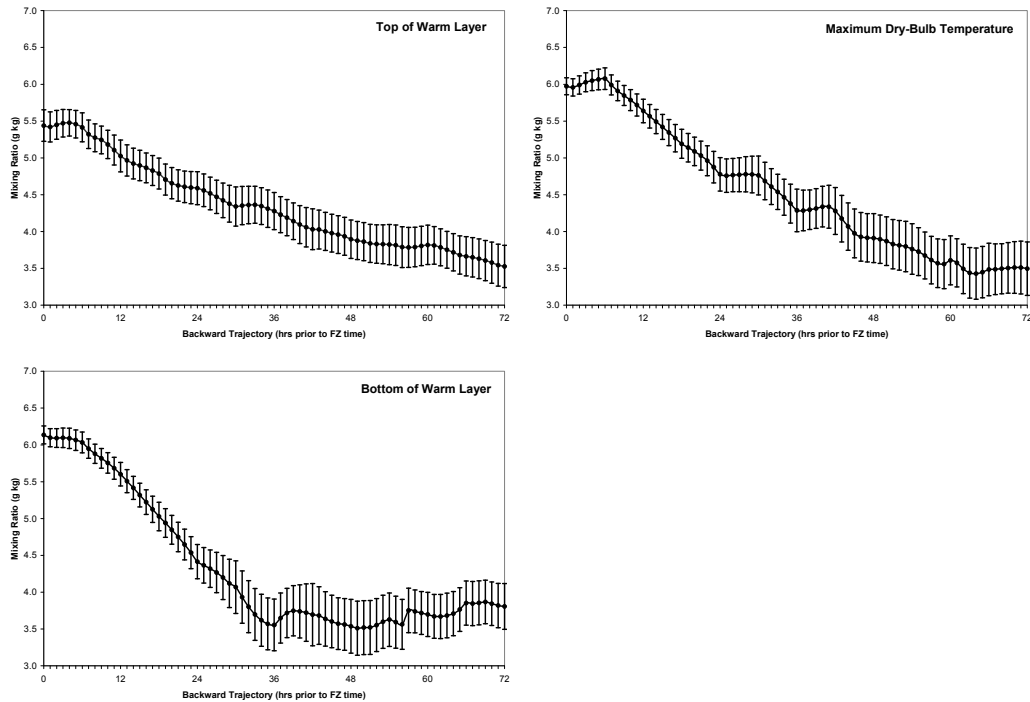 Top of Warm Layer
Mixing Ratio (g kg)
7.0
6.5
6.0
5.5
5.0
4.5
4.0
3.5
3.0
0 12 24 36 48 60 72
Backward Trajectory (hrs prior to FZ time)
Maximum Dry-Bulb Temperature
Mixing Ratio (g kg)
7.0
6.5
6.0
5.5
5.0
4.5
4.0
3.5
3.0
0 12 24 36 48 60 72
Backward Trajectory (hrs prior to FZ time)
Bottom of Warm Layer
Mixing Ratio (g kg)
7.0
6.5
6.0
5.5
5.0
4.5
4.0
3.5
3.0
0 12 24 36 48 60 72
Backward Trajectory (hrs prior to FZ time)